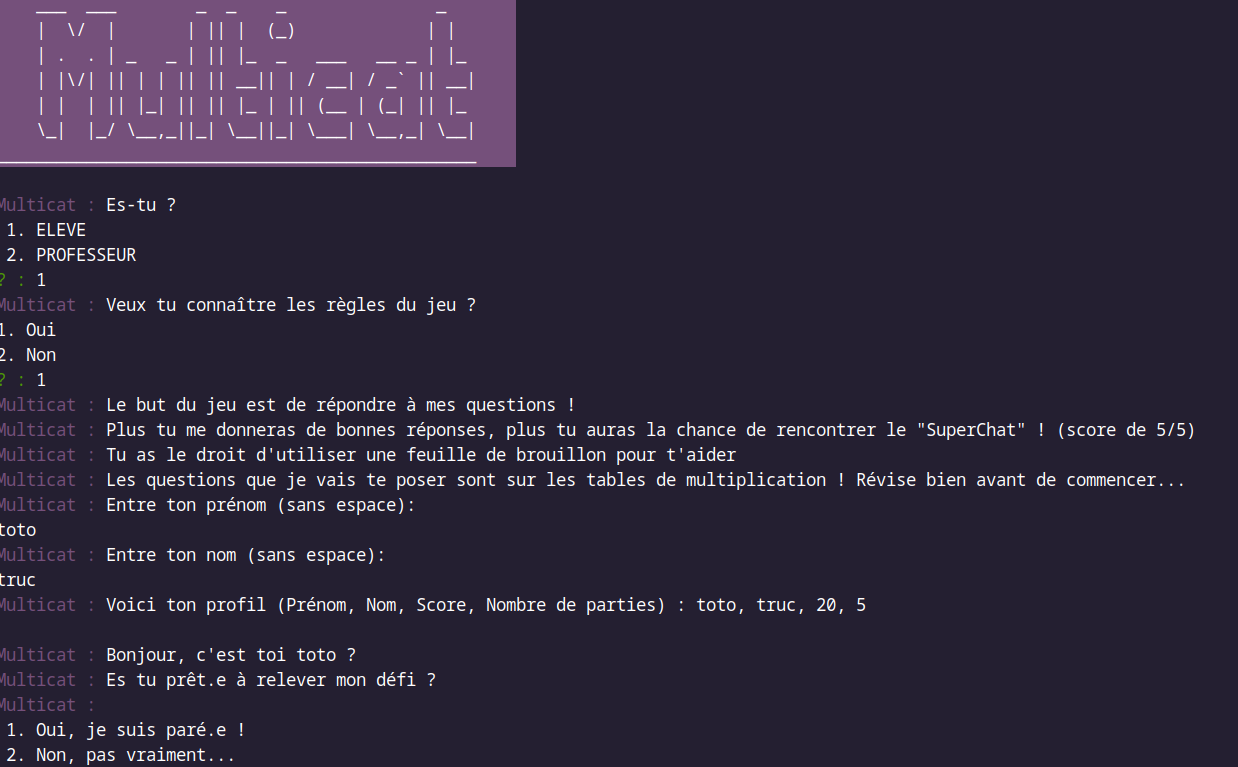 Multicat
Multicat : Es-tu ?
1. ELEVE
2. PROFESSEUR
? : 1
Multicat : Veux tu connaître les règles du jeu ?
1. Oui
2. Non
? : 1
Multicat : Le but du jeu est de répondre à mes questions !
Multicat : Plus tu me donneras de bonnes réponses, plus tu auras la chance de rencontrer le "SuperChat" ! (score de 5/5)
Multicat : Tu as le droit d'utiliser une feuille de brouillon pour t'aider
Multicat : Les questions que je vais te poser sont sur les tables de multiplication ! Révise bien avant de commencer...
Multicat : Entre ton prénom (sans espace):
toto
Multicat : Entre ton nom (sans espace):
truc
Multicat : Voici ton profil (Prénom, Nom, Score, Nombre de parties) : toto, truc, 20, 5
Multicat : Bonjour, c'est toi toto ?
Multicat : Es tu prêt.e à relever mon défi ?
Multicat :
1. Oui, je suis paré.e !
2. Non, pas vraiment...